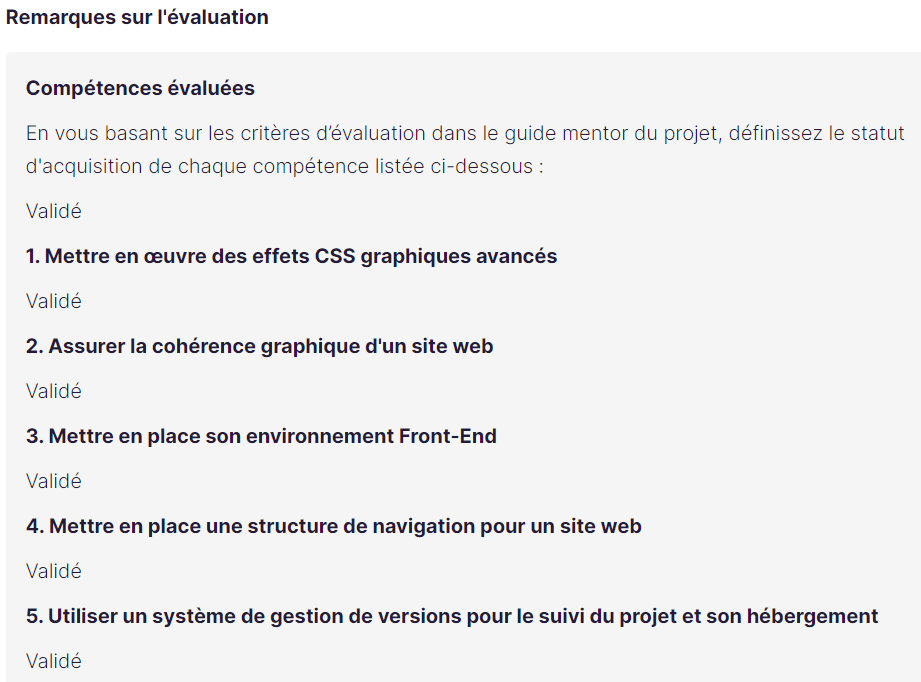 Remarques sur l'évaluation
Compétences évaluées
En vous basant sur les critères d’évaluation dans le guide mentor du projet, définissez le statut
d'acquisition de chaque compétence listée ci-dessous :
Validé
1. Mettre en œuvre des effets CSS graphiques avancés
Validé
2. Assurer la cohérence graphique d'un site web
Validé
3. Mettre en place son environnement Front-End
Validé
4. Mettre en place une structure de navigation pour un site web
Validé
5. Utiliser un système de gestion de versions pour le suivi du projet et son hébergement
Validé